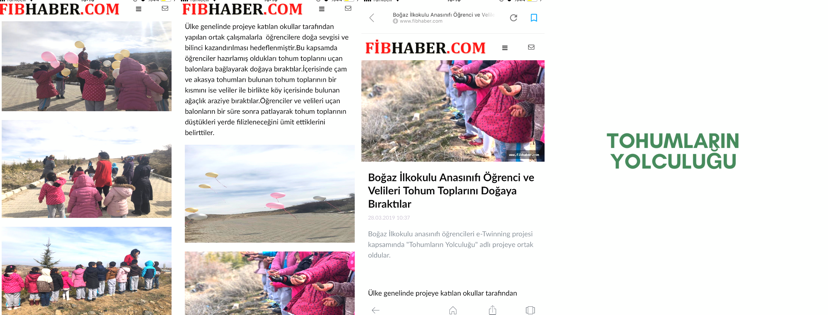 FIBHABER.COM
FIBHABER.COM
Ülke genelinde projeye katılan okullar tarafından
yapılan ortak çalışmalarla öğrencilere doğa sevgisi ve
bilinci kazandırılması hedeflenmiştir.Bu kapsamda
öğrenciler hazırlamış oldukları tohum toplarını uçan
balonlara bağlayarak doğaya bıraktılar.İçerisinde çam
ve akasya tohumları bulunan tohum toplarının bir
kısmını ise veliler ile birlikte köy içerisinde bulunan
ağaçlık araziye bıraktılar.Öğrenciler ve velileri uçan
balonların bir süre sonra patlayarak tohum toplarının
düştükleri yerde filizleneceğini ümit ettiklerini
belirttiler.
Boğaz İlkokulu Anasınıfı Öğrenci ve Veli
www.fibhaber.com
FİBHABER.COM
www.fibhaber.com
Boğaz İlkokulu Anasınıfı Öğrenci ve
Velileri Tohum Toplarını Doğaya
Bıraktılar
28.03.2019 10:37
Boğaz İlkokulu anasınıfı öğrencileri e-Twinning projesi
kapsamında "Tohumların Yolculuğu" adlı projeye ortak
oldular.
Ülke genelinde projeye katılan okullar tarafından
TOHUMLARIN
YOLCULUĞU